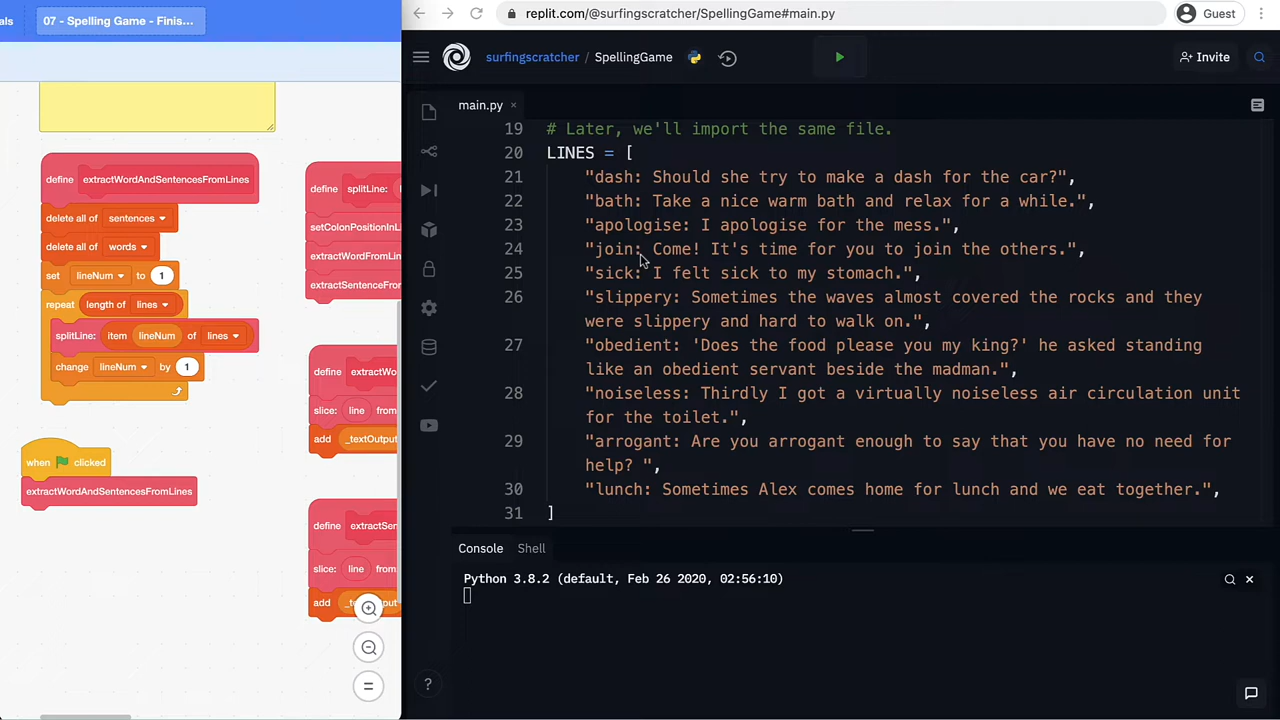 als
07 - Spelling Game - Finis...
define extractWordAndSentencesFromLines
delete all of sentences
delete all of words
set lineNum to 1
repeat length of lines
splitLine: item lineNum of lines
change lineNum by 1
when clicked
extractWordAndSentencesFromLines
define splitLine:
setColonPositionInL
extractWordFromLine
extractSentenceFrom
define extractWo
slice: line from
add _textOutput
define extractSen
slice: line from
add
replit.com/@surfingscratcher/SpellingGame#main.py
Guest
surfingscratcher / SpellingGame
Invite
main.py ×
19 # Later, we'll import the same file.
20 LINES = [
21 "dash: Should she try to make a dash for the car?",
22 "bath: Take a nice warm bath and relax for a while.",
23 "apologise: I apologise for the mess.",
24 "join: Come! It's time for you to join the others.",
25 "sick: I felt sick to my stomach.",
26 "slippery: Sometimes the waves almost covered the rocks and they
were slippery and hard to walk on.",
27 "obedient: 'Does the food please you my king?' he asked standing
like an obedient servant beside the madman.",
28 "noiseless: Thirdly I got a virtually noiseless air circulation unit
for the toilet.",
29 "arrogant: Are you arrogant enough to say that you have no need for
help? ",
30 "lunch: Sometimes Alex comes home for lunch and we eat together.",
31 ]
Console Shell
Python 3.8.2 (default, Feb 26 2020, 02:56:10)
?